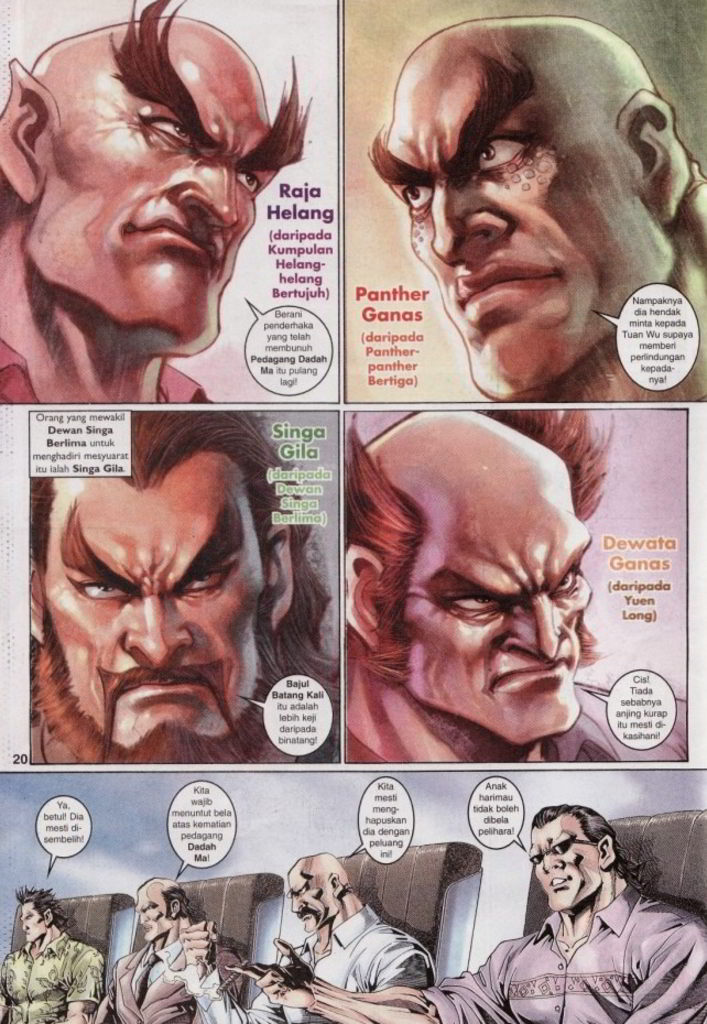 Raja
Helang
(daripada
Kumpulan
Helang-
helang
Bertujuh)
Berani
penderhaka
yang telah
membunuh
Pedagang Dadah
Ma itu pulang
lagi!
Panther
Ganas
(daripada
Panther-
panther
Bertiga)
Nampaknya
dia hendak
minta kepada
Tuan Wu supaya
memberi
perlindungan
kepada-
nya!
Orang yang mewakil
Dewan Singa
Berlima untuk
menghadiri mesyuarat
itu ialah Singa Gila.
Singa
Gila
(daripada
Dewan
Singa
Berlima)
Bajul
Batang Kali
itu adalah
lebih keji
daripada
binatang!
Dewata
Ganas
(daripada
Yuen
Long)
Cis!
Tiada
sebabnya
anjing kurap
itu mesti di-
kasihani!
20
Ya,
betul! Dia
mesti di-
sembelih!
Kita
wajib
menuntut bela
atas kematian
pedagang
Dadah
Ma!
Kita
mesti
meng-
hapuskan
dia dengan
peluang
ini!
Anak
harimau
tidak boleh
dibela
pelihara!